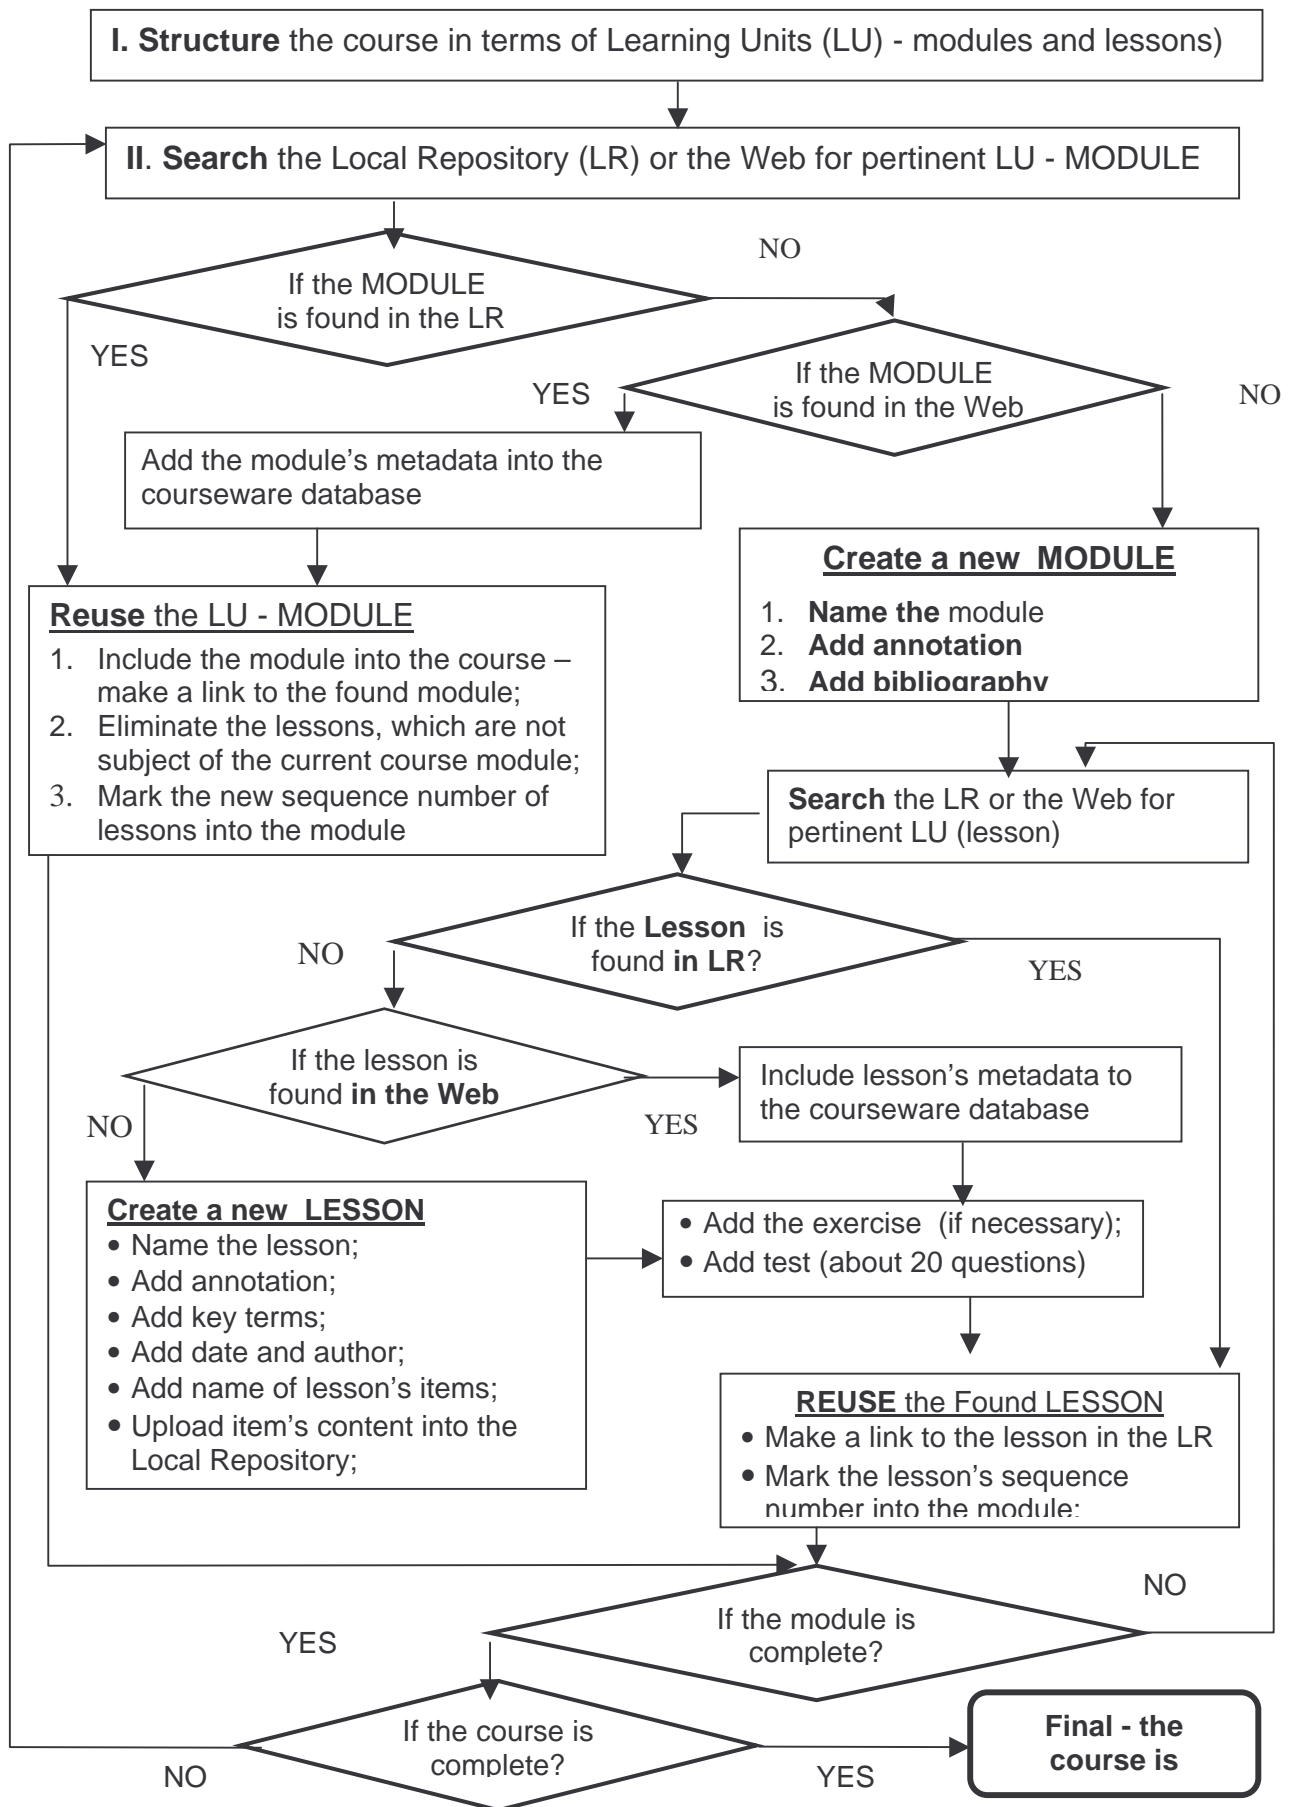 I. Structure the course in terms of Learning Units (LU) - modules and lessons)
II. Search the Local Repository (LR) or the Web for pertinent LU - MODULE
NO
If the MODULE
is found in the LR
YES
If the MODULE
is found in the Web
YES
NO
Add the module's metadata into the
courseware database
Create a new MODULE
1. Name the module
2. Add annotation
3. Add bibliography
Reuse the LU - MODULE
1. Include the module into the course –
make a link to the found module;
2. Eliminate the lessons, which are not
subject of the current course module;
3. Mark the new sequence number of
lessons into the module
Search the LR or the Web for
pertinent LU (lesson)
If the Lesson is
found in LR?
NO
YES
If the lesson is
found in the Web
Include lesson's metadata to
the courseware database
NO
YES
Create a new LESSON
• Name the lesson;
• Add annotation;
• Add key terms;
• Add date and author;
• Add name of lesson's items;
• Upload item's content into the
Local Repository;
• Add the exercise (if necessary);
• Add test (about 20 questions)
REUSE the Found LESSON
• Make a link to the lesson in the LR
• Mark the lesson's sequence
number into the module;
NO
If the module is
complete?
YES
If the course is
complete?
NO
YES
Final - the
course is